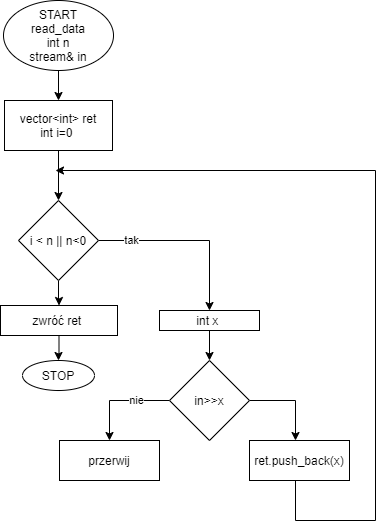 START
read_data
int n
stream& in
vector<int> ret
int i=0
i < n || n<0
tak
zwróć ret
int x
STOP
in>>x
nie
przerwij
ret.push_back(x)